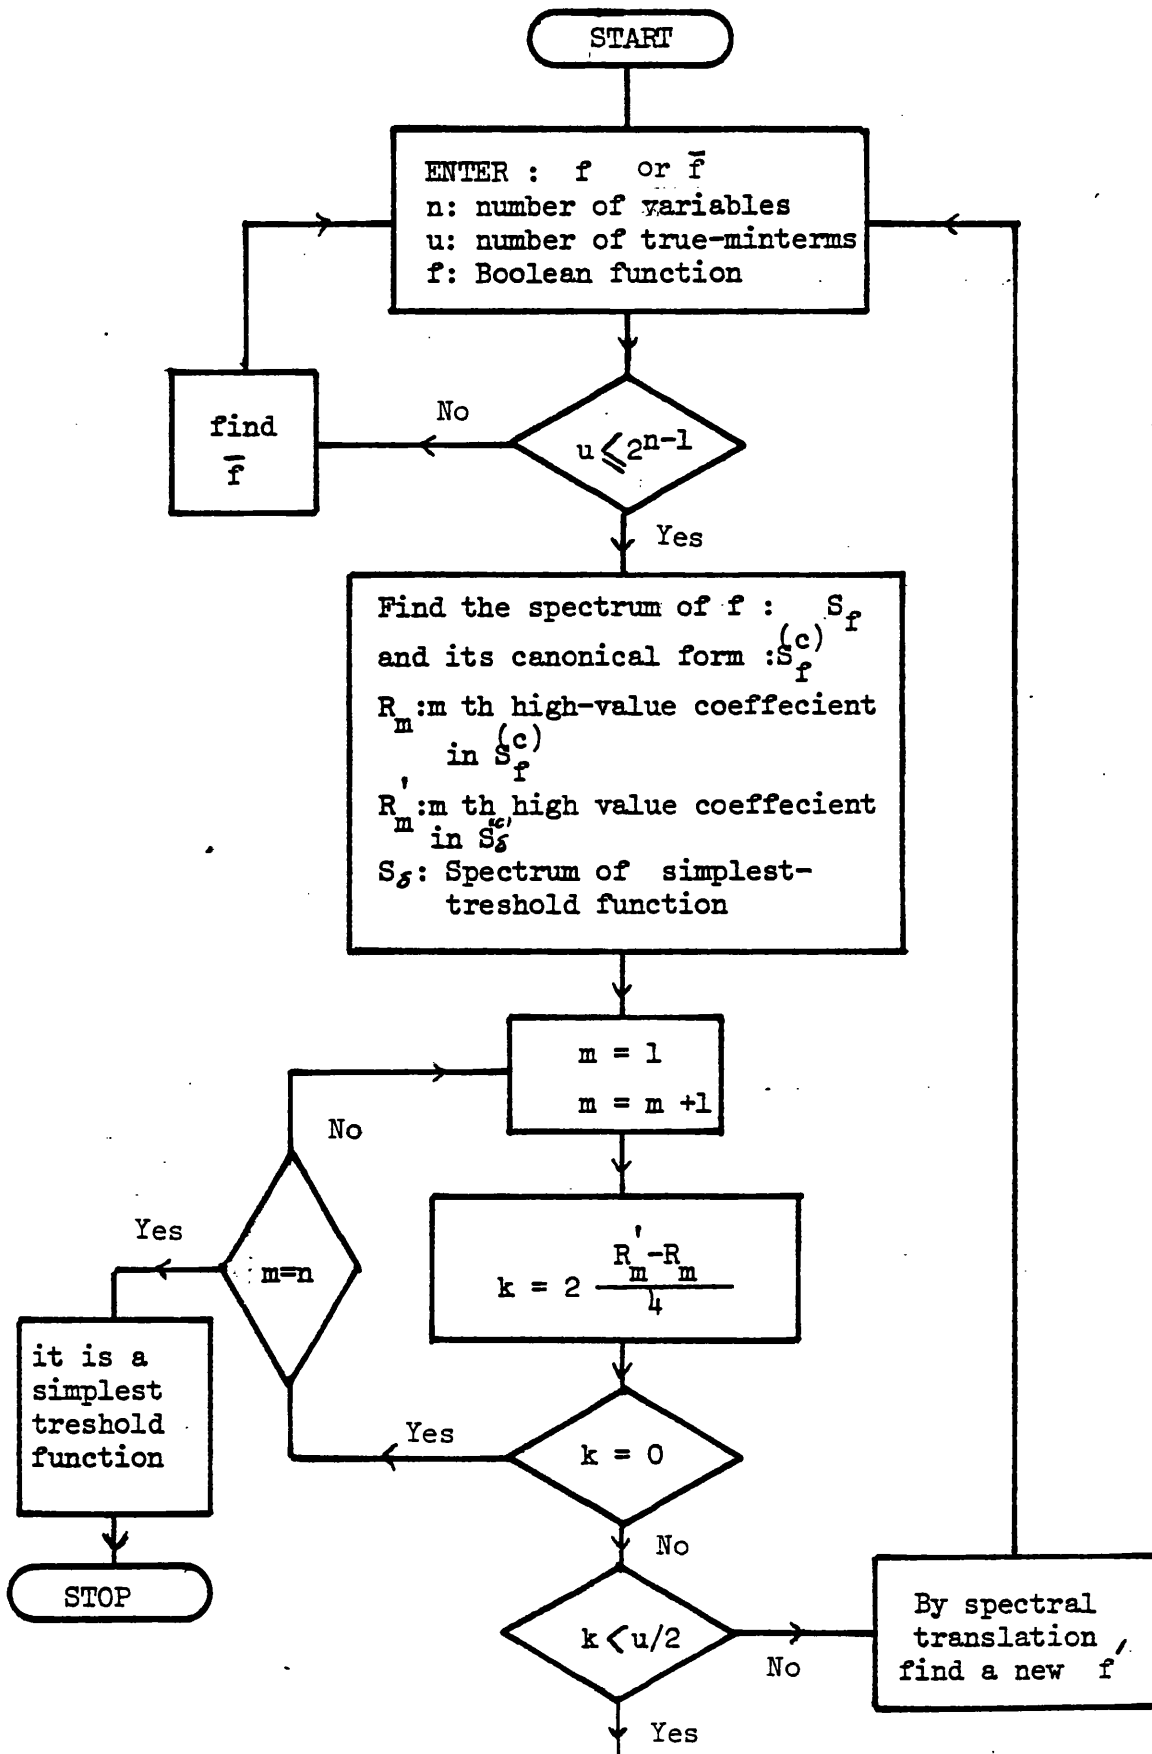 START
ENTER : f or f̄
n: number of variables
u: number of true-minterms
f: Boolean function
No
find
f̄
u ≤ 2^{n-1}
Yes
Find the spectrum of f : S_f
and its canonical form :S_f^{(c)}
R_m:m th high-value coeffecient
in S_f^{(c)}
R'_m:m th high value coeffecient
in S_δ^{(c)}
S_δ: Spectrum of simplest-
treshold function
m = 1
m = m +1
No
Yes
m=n
k = 2 (R'_m-R_m)/4
it is a
simplest
treshold
function
Yes
k = 0
No
STOP
k < u/2
No
By spectral
translation
find a new f'
Yes